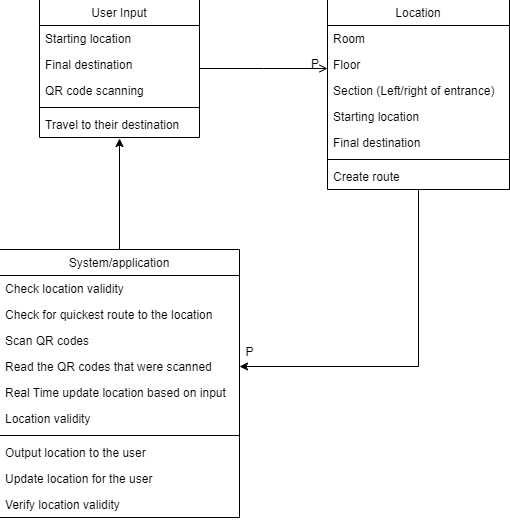 User Input
Starting location
Final destination
QR code scanning
Travel to their destination
P
Location
Room
Floor
Section (Left/right of entrance)
Starting location
Final destination
Create route
System/application
Check location validity
Check for quickest route to the location
Scan QR codes
Read the QR codes that were scanned
Real Time update location based on input
Location validity
Output location to the user
Update location for the user
Verify location validity
P